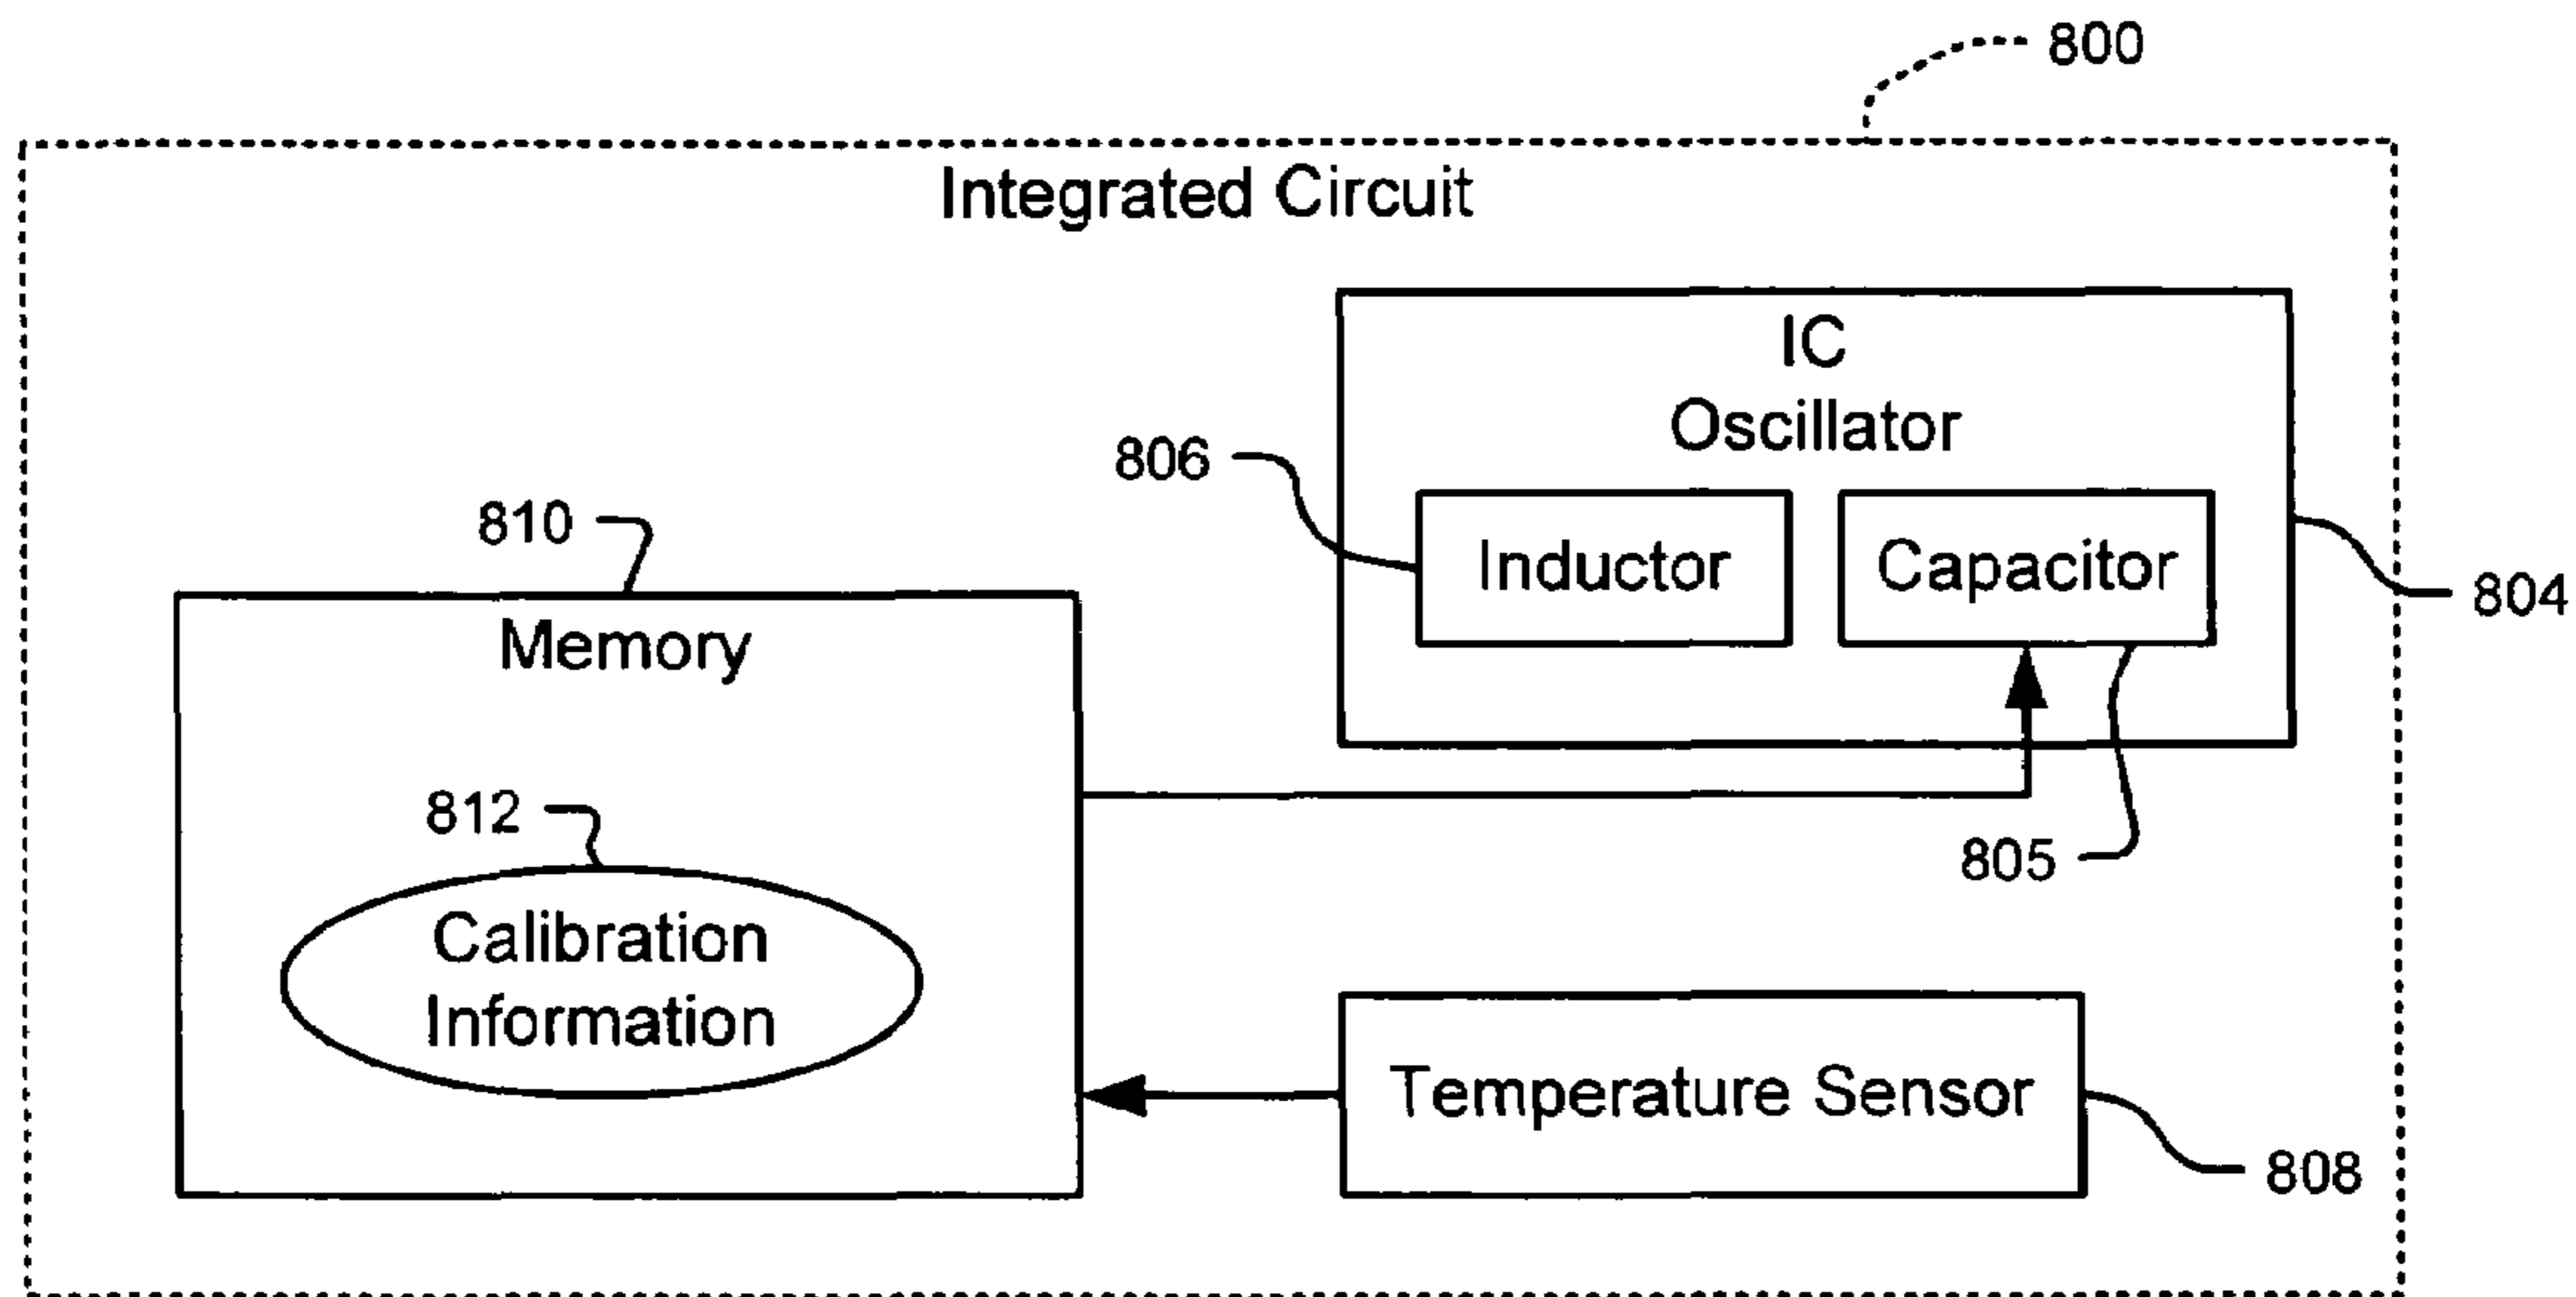 800
Integrated Circuit
IC
Oscillator
806
Inductor
Capacitor
804
810
Memory
805
812
Calibration
Information
Temperature Sensor
808